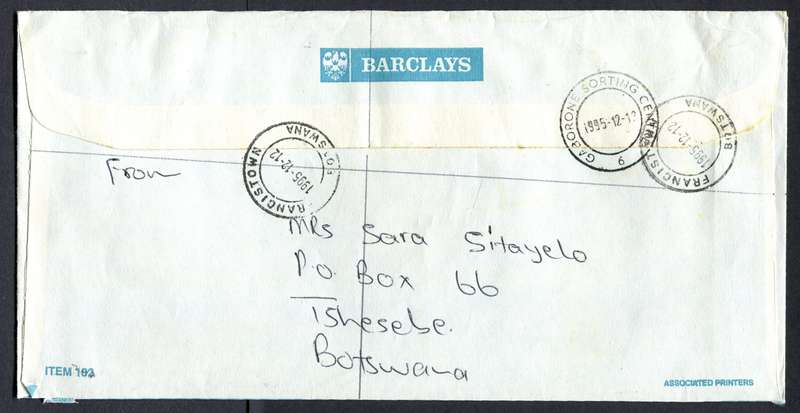 BARCLAYS
GABORONE SORTING CENTRE
1995-12-12
6
FRANCISTOWN
1995-12-12
BOTSWANA
FRANCISTOWN
1995-12-12
BOTSWANA
From
MRS Sara Sitayelo
P.O. BOX 66
Tshesebe.
Botswana
ITEM 193
ASSOCIATED PRINTERS